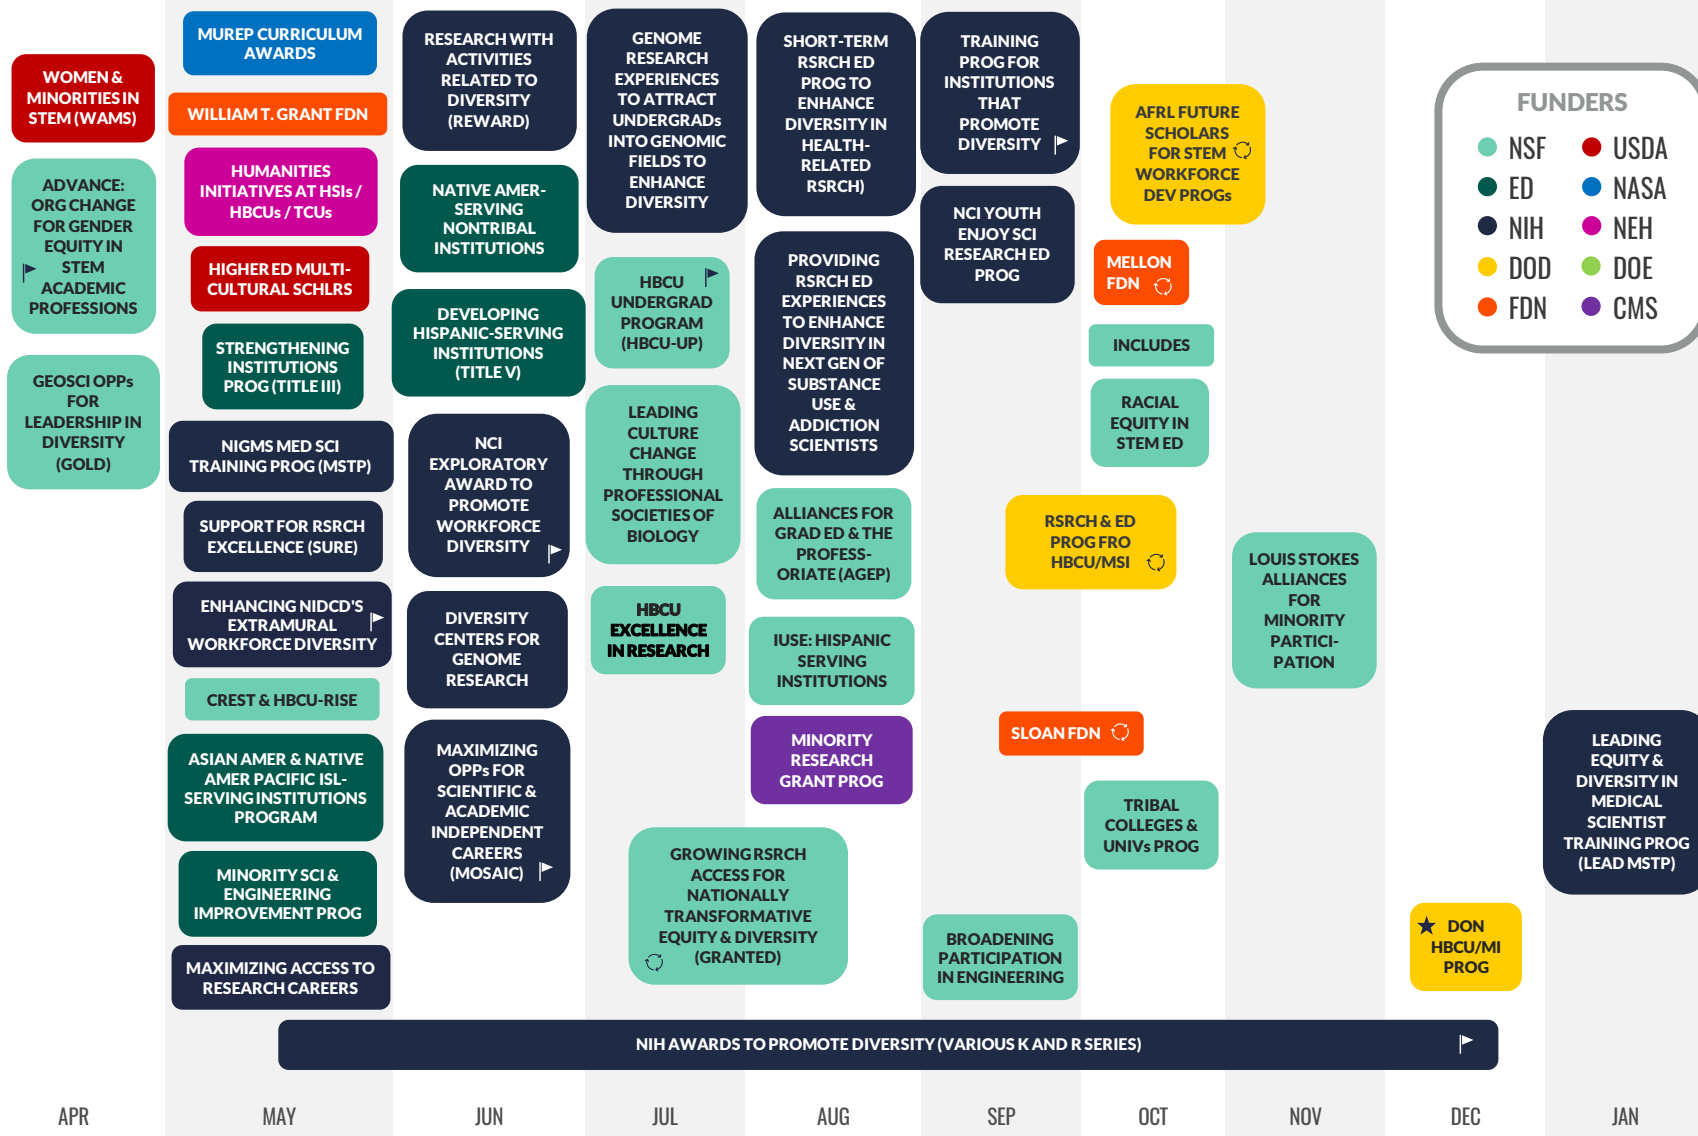 WOMEN &
MINORITIES IN
STEM (WAMS)
ADVANCE:
ORG CHANGE
FOR GENDER
EQUITY IN
STEM
ACADEMIC
PROFESSIONS
GEOSCI OPPs
FOR
LEADERSHIP IN
DIVERSITY
(GOLD)
MUREP CURRICULUM
AWARDS
WILLIAM T. GRANT FDN
HUMANITIES
INITIATIVES AT HSIs /
HBCUs / TCUs
HIGHER ED MULTI-
CULTURAL SCHLRS
STRENGTHENING
INSTITUTIONS
PROG (TITLE III)
NIGMS MED SCI
TRAINING PROG (MSTP)
SUPPORT FOR RSRCH
EXCELLENCE (SURE)
ENHANCING NIDCD'S
EXTRAMURAL
WORKFORCE DIVERSITY
CREST & HBCU-RISE
ASIAN AMER & NATIVE
AMER PACIFIC ISL-
SERVING INSTITUTIONS
PROGRAM
MINORITY SCI &
ENGINEERING
IMPROVEMENT PROG
MAXIMIZING ACCESS TO
RESEARCH CAREERS
RESEARCH WITH
ACTIVITIES
RELATED TO
DIVERSITY
(REWARD)
NATIVE AMER-
SERVING
NONTRIBAL
INSTITUTIONS
DEVELOPING
HISPANIC-SERVING
INSTITUTIONS
(TITLE V)
NCI
EXPLORATORY
AWARD TO
PROMOTE
WORKFORCE
DIVERSITY
DIVERSITY
CENTERS FOR
GENOME
RESEARCH
MAXIMIZING
OPPs FOR
SCIENTIFIC &
ACADEMIC
INDEPENDENT
CAREERS
(MOSAIC)
GENOME
RESEARCH
EXPERIENCES
TO ATTRACT
UNDERGRADs
INTO GENOMIC
FIELDS TO
ENHANCE
DIVERSITY
HBCU
UNDERGRAD
PROGRAM
(HBCU-UP)
LEADING
CULTURE
CHANGE
THROUGH
PROFESSIONAL
SOCIETIES OF
BIOLOGY
HBCU
EXCELLENCE
IN RESEARCH
GROWING RSRCH
ACCESS FOR
NATIONALLY
TRANSFORMATIVE
EQUITY & DIVERSITY
(GRANTED)
SHORT-TERM
RSRCH ED
PROG TO
ENHANCE
DIVERSITY IN
HEALTH-
RELATED
RSRCH)
PROVIDING
RSRCH ED
EXPERIENCES
TO ENHANCE
DIVERSITY IN
NEXT GEN OF
SUBSTANCE
USE &
ADDICTION
SCIENTISTS
ALLIANCES FOR
GRAD ED & THE
PROFESS-
ORIATE (AGEP)
IUSE: HISPANIC
SERVING
INSTITUTIONS
MINORITY
RESEARCH
GRANT PROG
TRAINING
PROG FOR
INSTITUTIONS
THAT
PROMOTE
DIVERSITY
NCI YOUTH
ENJOY SCI
RESEARCH ED
PROG
BROADENING
PARTICIPATION
IN ENGINEERING
AFRL FUTURE
SCHOLARS
FOR STEM
WORKFORCE
DEV PROGs
MELLON
FDN
INCLUDES
RACIAL
EQUITY IN
STEM ED
RSRCH & ED
PROG FRO
HBCU/MSI
SLOAN FDN
TRIBAL
COLLEGES &
UNIVs PROG
LOUIS STOKES
ALLIANCES
FOR
MINORITY
PARTICI-
PATION
DON
HBCU/MI
PROG
LEADING
EQUITY &
DIVERSITY IN
MEDICAL
SCIENTIST
TRAINING PROG
(LEAD MSTP)
FUNDERS
NSF
ED
NIH
DOD
FDN
USDA
NASA
NEH
DOE
CMS
NIH AWARDS TO PROMOTE DIVERSITY (VARIOUS K AND R SERIES)
APR
MAY
JUN
JUL
AUG
SEP
OCT
NOV
DEC
JAN